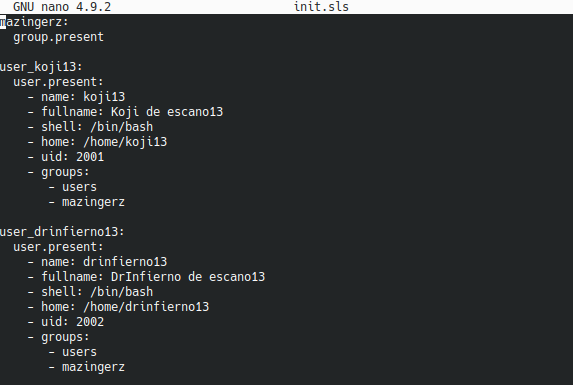 GNU nano 4.9.2 init.sls
mazingerz:
  group.present

user_koji13:
  user.present:
    - name: koji13
    - fullname: Koji de escano13
    - shell: /bin/bash
    - home: /home/koji13
    - uid: 2001
    - groups:
       - users
       - mazingerz

user_drinfierno13:
  user.present:
    - name: drinfierno13
    - fullname: DrInfierno de escano13
    - shell: /bin/bash
    - home: /home/drinfierno13
    - uid: 2002
    - groups:
       - users
       - mazingerz